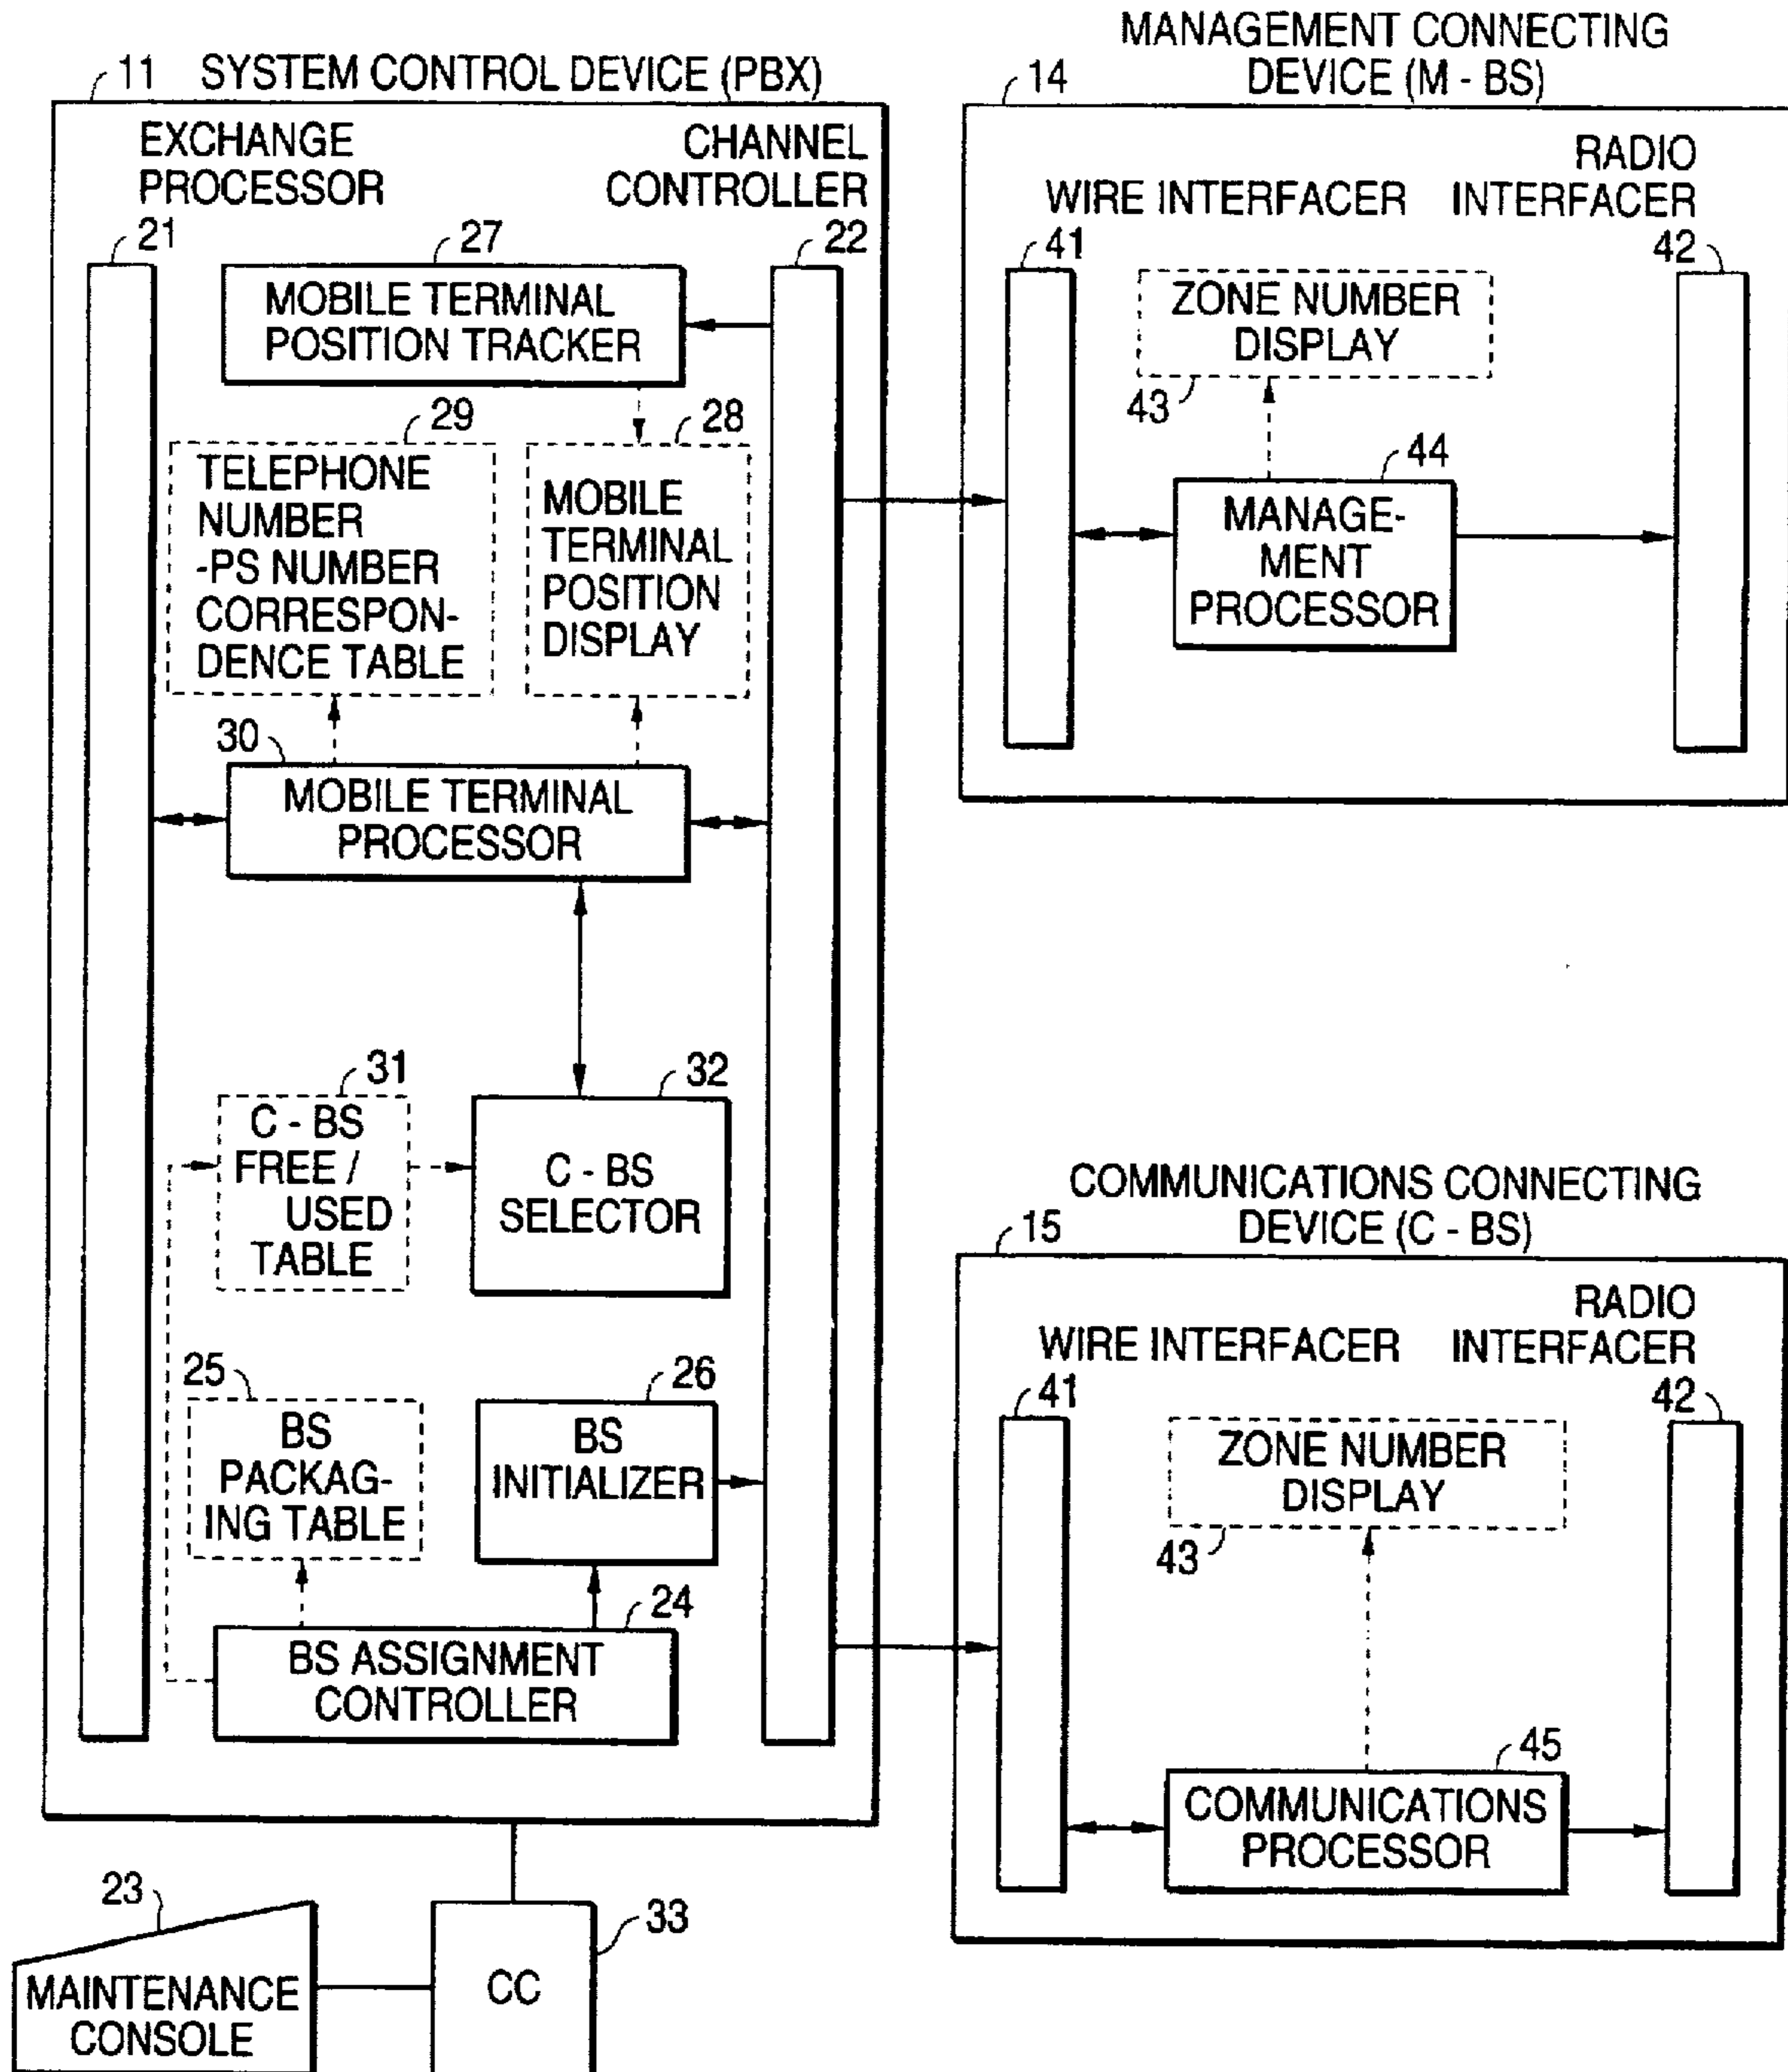 11 SYSTEM CONTROL DEVICE (PBX)
EXCHANGE
PROCESSOR
CHANNEL
CONTROLLER
21
27
22
MOBILE TERMINAL
POSITION TRACKER
29
28
TELEPHONE
NUMBER
-PS NUMBER
CORRESPON-
DENCE TABLE
MOBILE
TERMINAL
POSITION
DISPLAY
30
MOBILE TERMINAL
PROCESSOR
31
32
C - BS
FREE /
USED
TABLE
C - BS
SELECTOR
25
26
BS
PACKAG-
ING TABLE
BS
INITIALIZER
24
BS ASSIGNMENT
CONTROLLER
23
MAINTENANCE
CONSOLE
33
CC
MANAGEMENT CONNECTING
DEVICE (M - BS)
14
RADIO
WIRE INTERFACER INTERFACER
41
42
ZONE NUMBER
DISPLAY
43
44
MANAGE-
MENT
PROCESSOR
COMMUNICATIONS CONNECTING
DEVICE (C - BS)
15
RADIO
WIRE INTERFACER INTERFACER
41
42
ZONE NUMBER
DISPLAY
43
45
COMMUNICATIONS
PROCESSOR